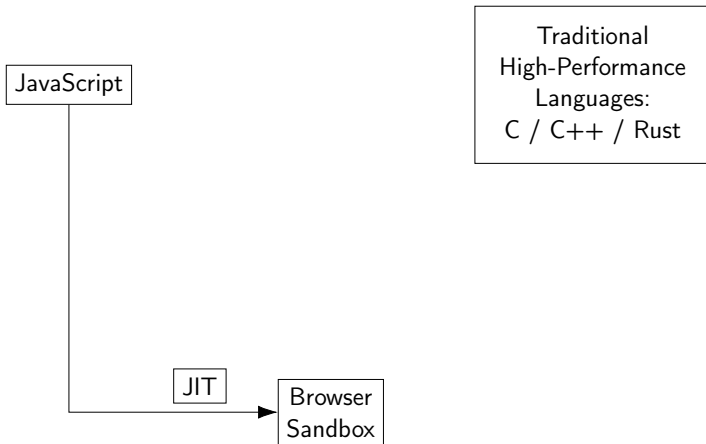 Traditional
High-Performance
Languages:
C / C++ / Rust
JavaScript
JIT
Browser
Sandbox